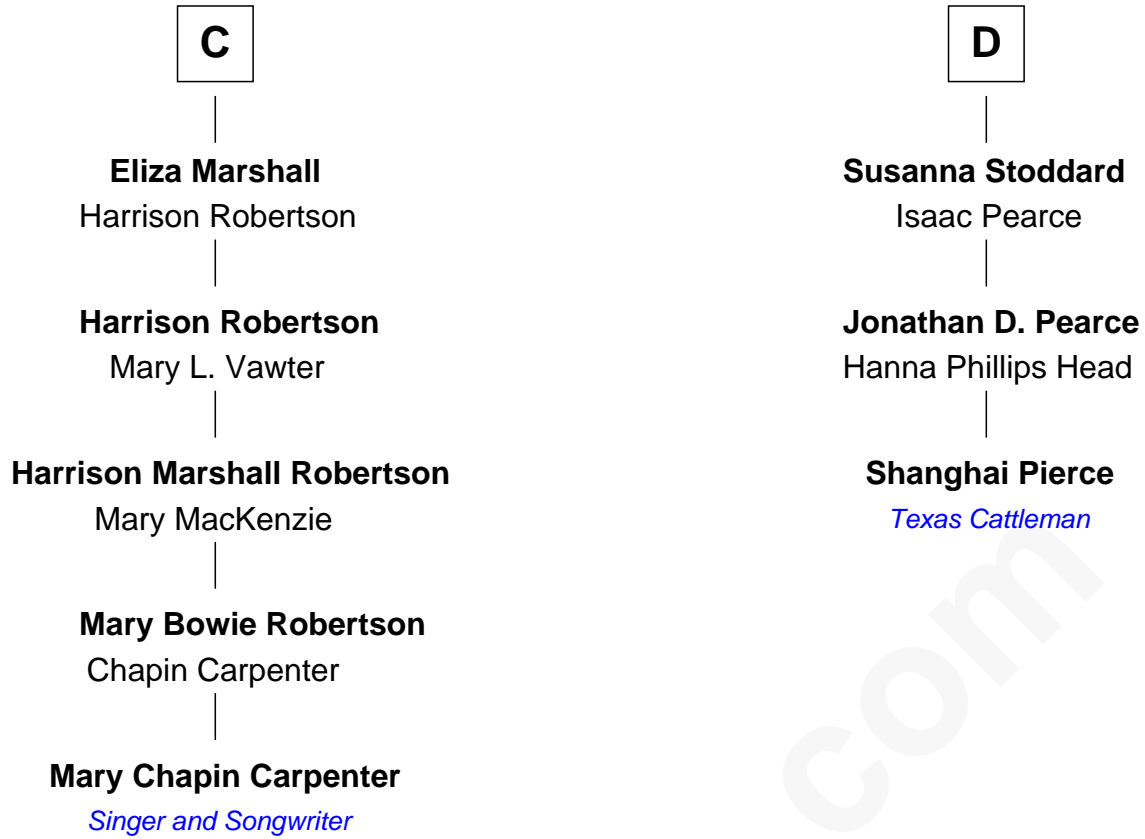 C
Eliza Marshall
Harrison Robertson
Harrison Robertson
Mary L. Vawter
Harrison Marshall Robertson
Mary MacKenzie
Mary Bowie Robertson
Chapin Carpenter
Mary Chapin Carpenter
Singer and Songwriter
D
Susanna Stoddard
Isaac Pearce
Jonathan D. Pearce
Hanna Phillips Head
Shanghai Pierce
Texas Cattleman
com